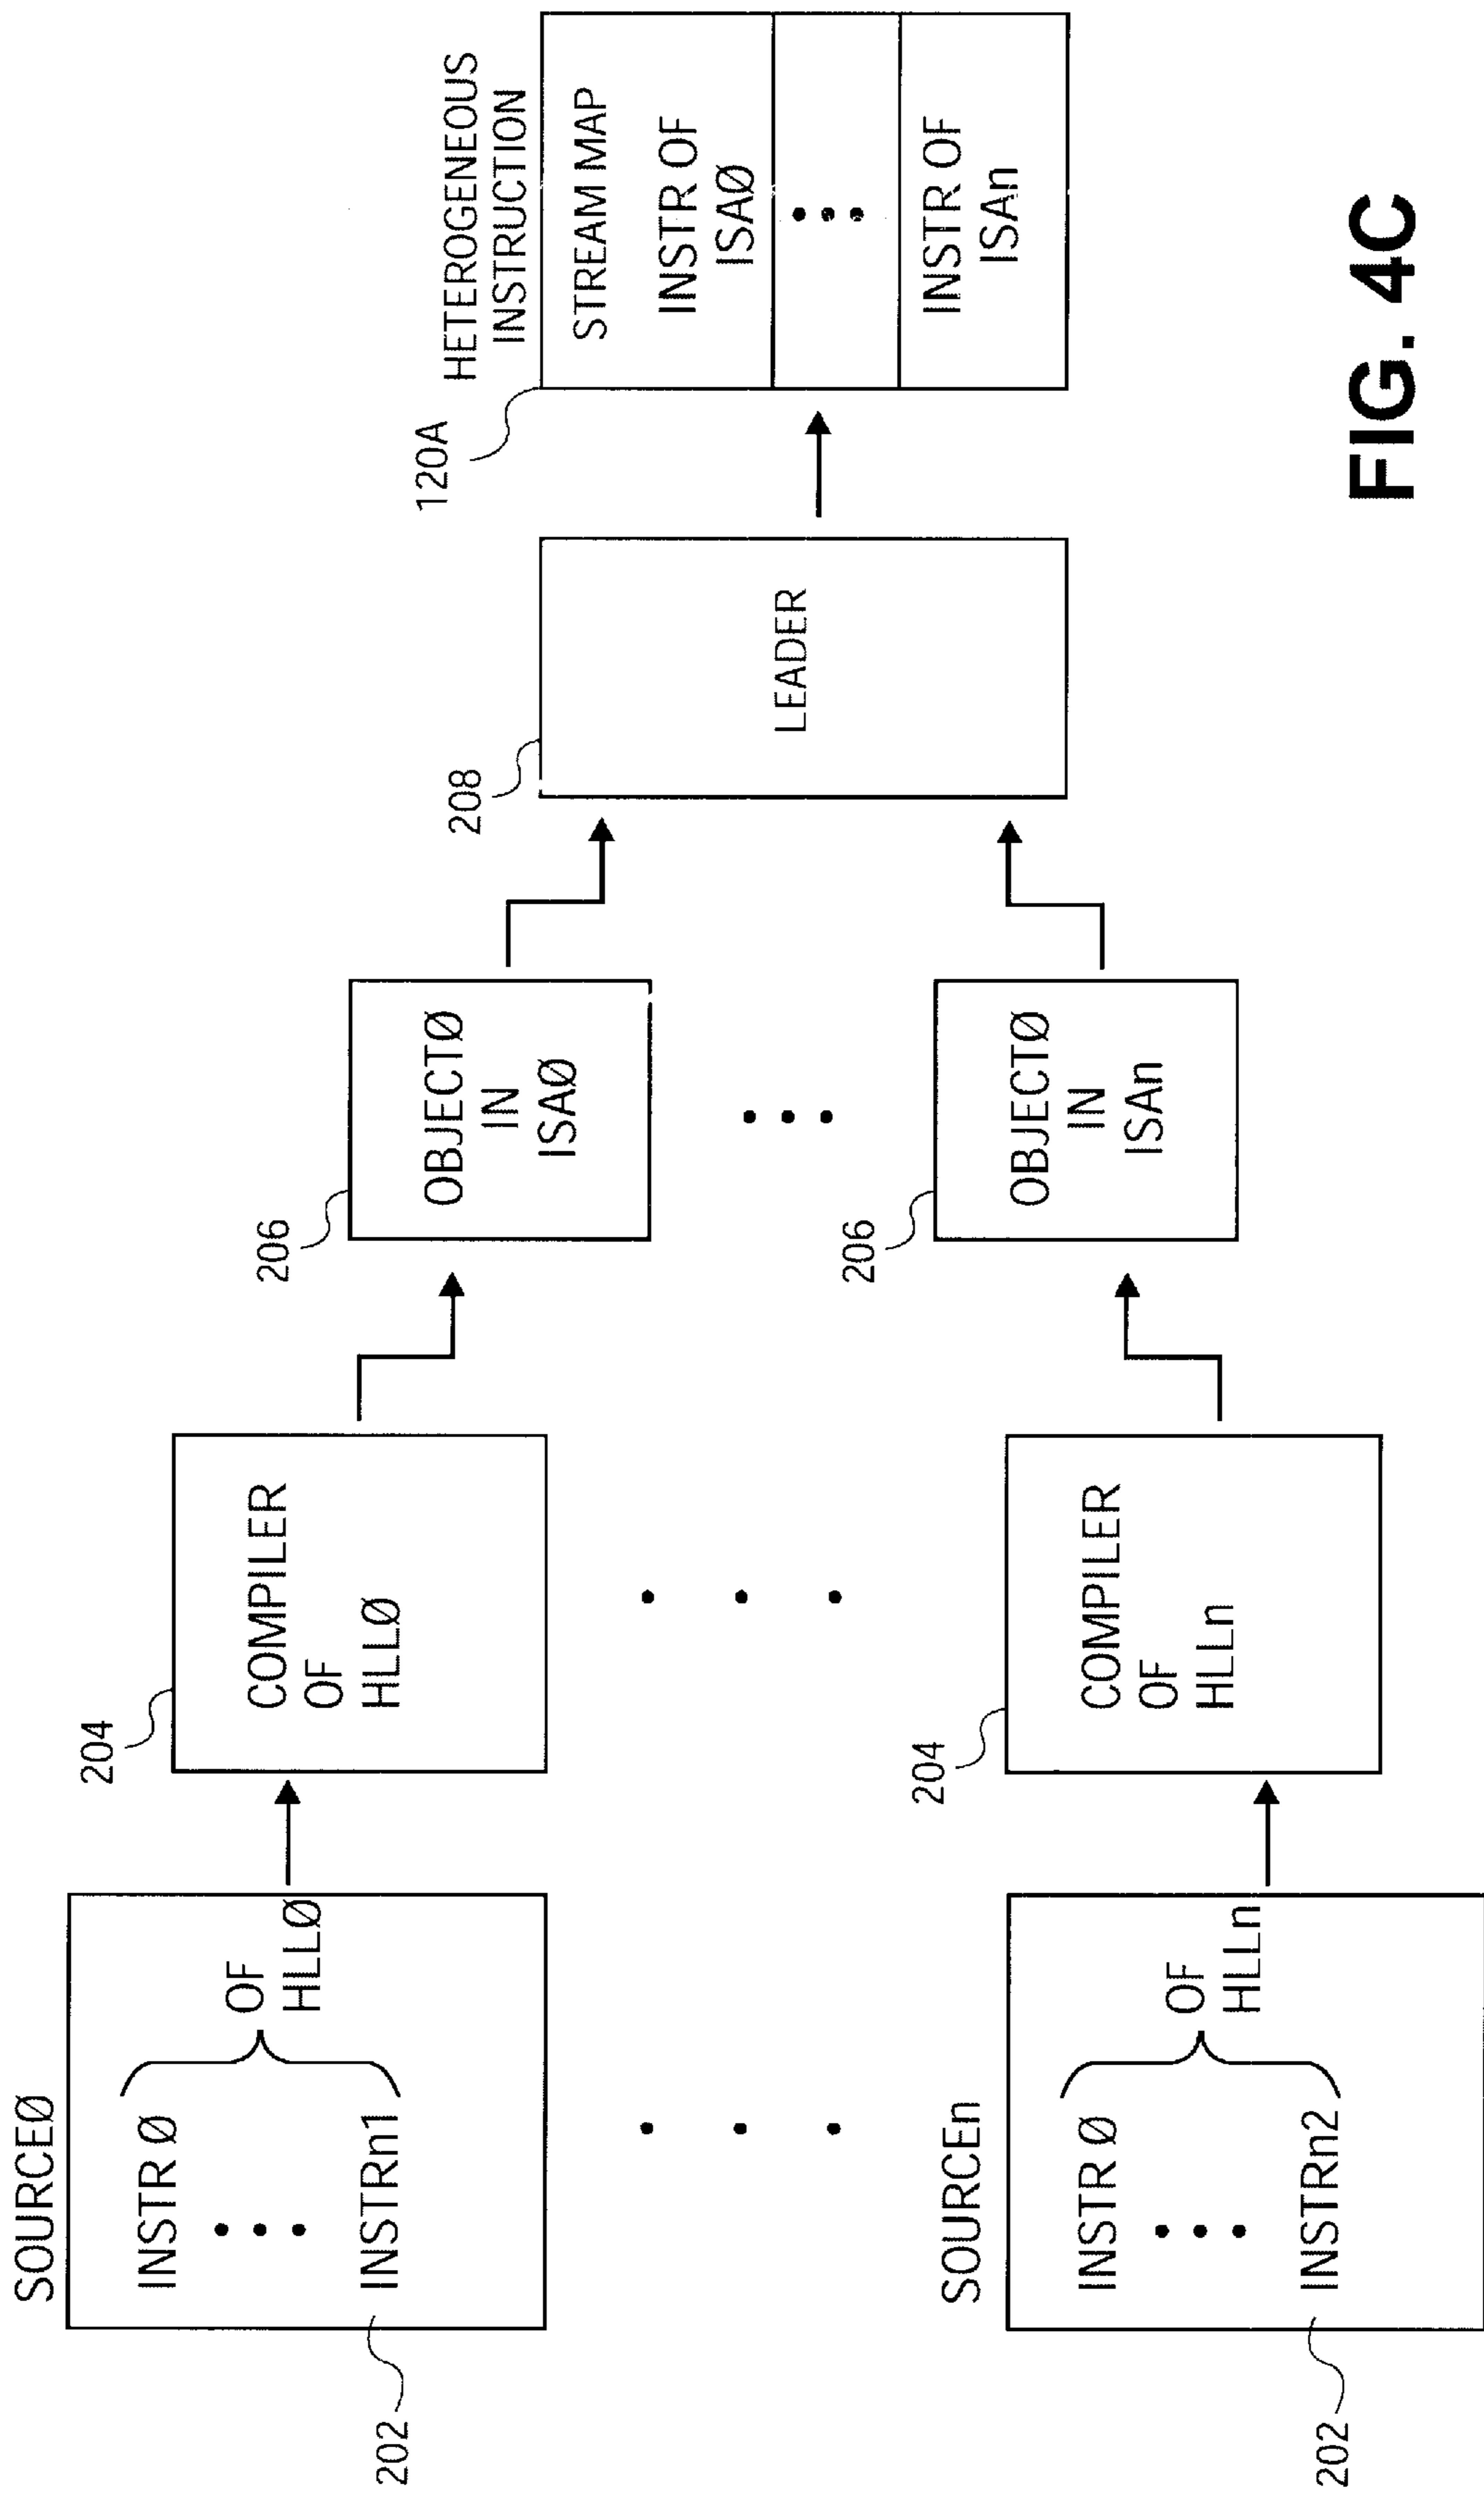 SOURCEØ
INSTR Ø
INSTRn1
OF
HLLØ
202
204
COMPILER
OF
HLLØ
206
OBJECTØ
IN
ISAØ
SOURCEn
INSTR Ø
INSTRn2
OF
HLLn
202
204
COMPILER
OF
HLLn
206
OBJECTØ
IN
ISAn
208
LEADER
120A
HETEROGENEOUS
INSTRUCTION
STREAM MAP
INSTR OF
ISAØ
INSTR OF
ISAn
FIG. 4C